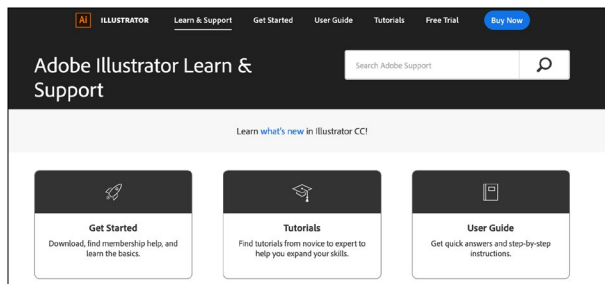 Ai ILLUSTRATOR Learn & Support Get Started User Guide Tutorials Free Trial Buy Now
Adobe Illustrator Learn &
Support
Search Adobe Support
Learn what's new in Illustrator CC!
Get Started
Download, find membership help, and
learn the basics.
Tutorials
Find tutorials from novice to expert to
help you expand your skills.
User Guide
Get quick answers and step-by-step
instructions.